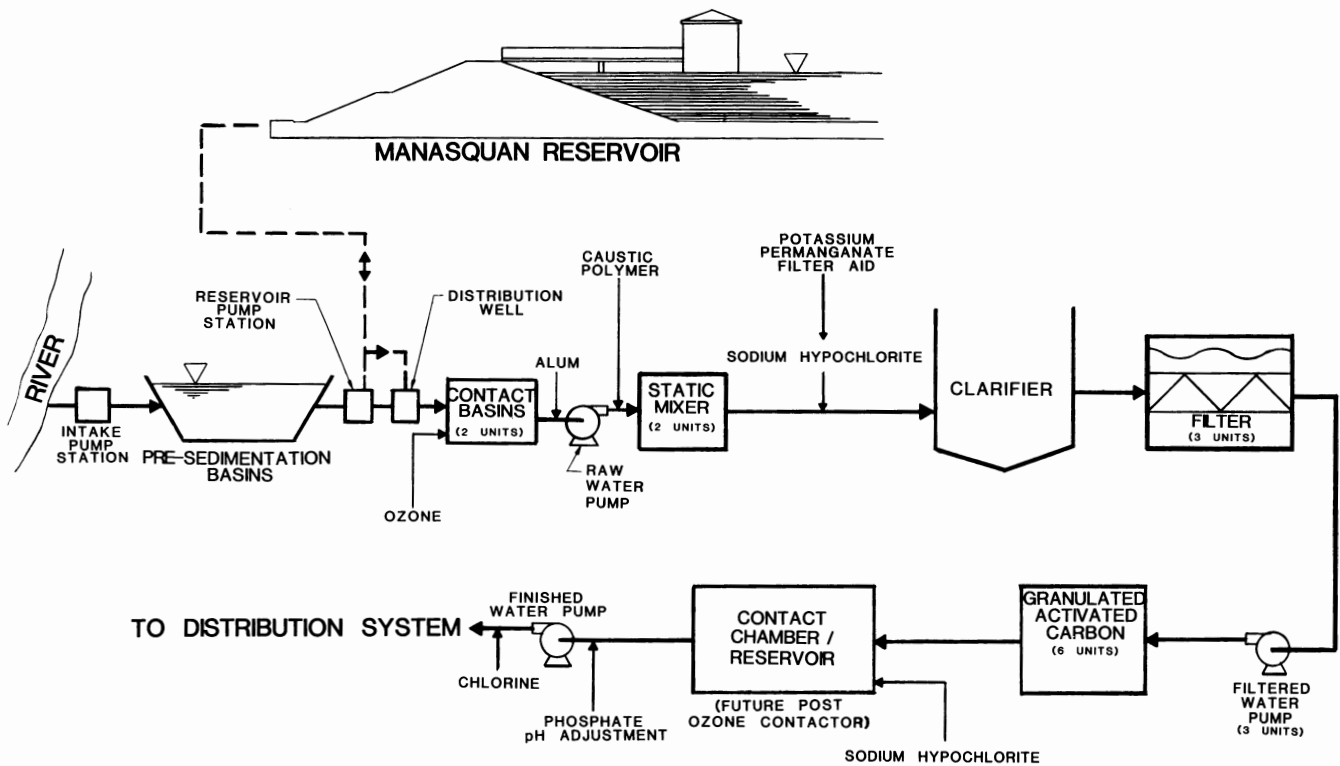 MANASQUAN RESERVOIR
RIVER
INTAKE
PUMP
STATION
PRE-SEDIMENTATION
BASINS
RESERVOIR
PUMP
STATION
DISTRIBUTION
WELL
CONTACT
BASINS
(2 UNITS)
OZONE
ALUM
RAW
WATER
PUMP
CAUSTIC
POLYMER
STATIC
MIXER
(2 UNITS)
POTASSIUM
PERMANGANATE
FILTER AID
SODIUM HYPOCHLORITE
CLARIFIER
FILTER
(3 UNITS)
FILTERED
WATER
PUMP
(3 UNITS)
GRANULATED
ACTIVATED
CARBON
(6 UNITS)
CONTACT
CHAMBER /
RESERVOIR
(FUTURE POST
OZONE CONTACTOR)
SODIUM HYPOCHLORITE
FINISHED
WATER PUMP
PHOSPHATE
pH ADJUSTMENT
CHLORINE
TO DISTRIBUTION SYSTEM